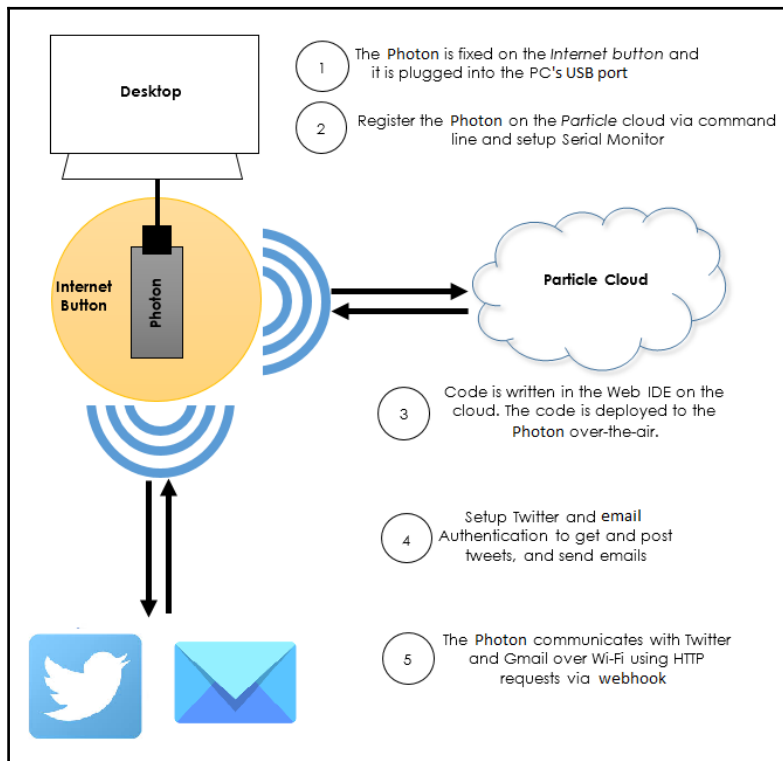 Desktop
1
The Photon is fixed on the Internet button and
it is plugged into the PC's USB port
2
Register the Photon on the Particle cloud via command
line and setup Serial Monitor
Internet
Button
Photon
Particle Cloud
3
Code is written in the Web IDE on the
cloud. The code is deployed to the
Photon over-the-air.
4
Setup Twitter and email
Authentication to get and post
tweets, and send emails
5
The Photon communicates with Twitter
and Gmail over Wi-Fi using HTTP
requests via webhook